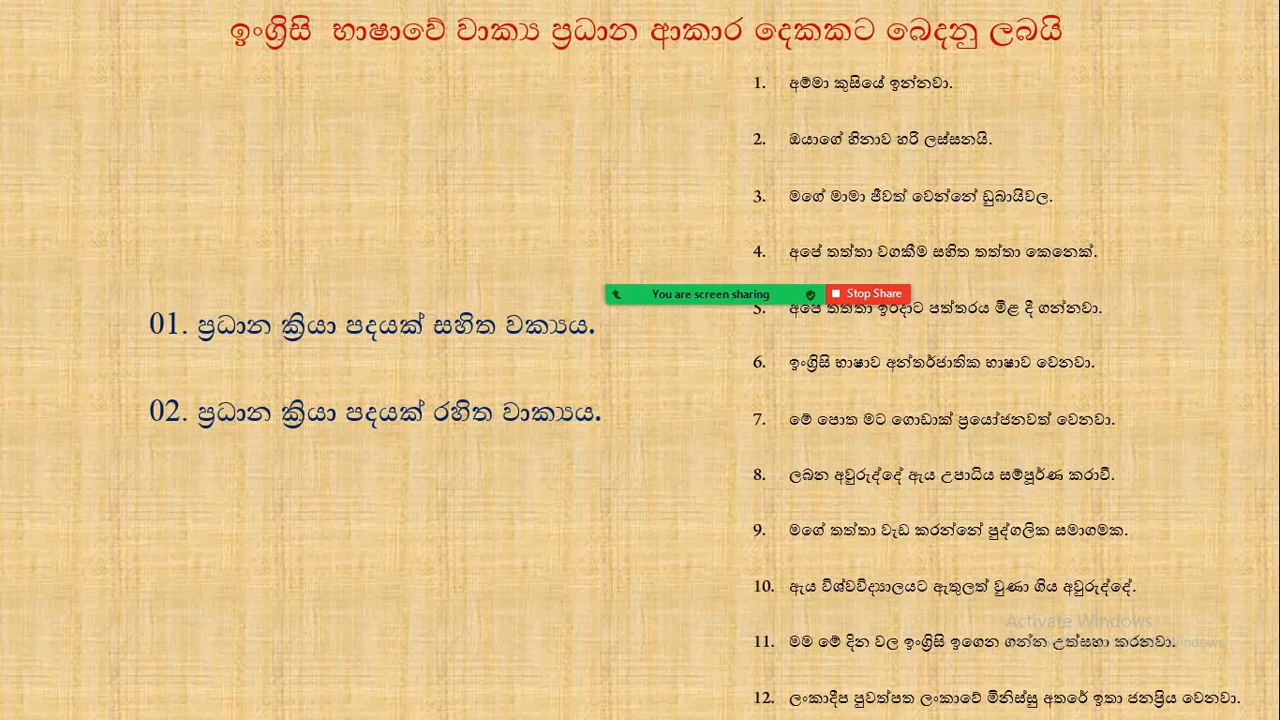 ඉංග්‍රිසි භාෂාවේ වාක්‍ය ප්‍රධාන ආකාර දෙකකට බෙදනු ලබයි
01. ප්‍රධාන ක්‍රියා පදයක් සහිත වක්‍යය.
02. ප්‍රධාන ක්‍රියා පදයක් රහිත වාක්‍යය.
1. අම්මා කුසියේ ඉන්නවා.
2. ඔයාගේ හිනාව හරි ලස්සනයි.
3. මගේ මාමා ජීවත් වෙන්නේ ඩුබායිවල.
4. අපේ තත්තා වගකීම සහිත තත්තා කෙනෙක්.
You are screen sharing Stop Share
5. අපේ තත්තා ඉරිදාට පත්තරය මිළ දී ගන්නවා.
6. ඉංග්‍රිසි භාෂාව අන්තර්ජාතික භාෂාව වෙනවා.
7. මේ පොත මට ගොඩාක් ප්‍රයෝජනවත් වෙනවා.
8. ලබන අවුරුද්දේ ඇය උපාධිය සම්පූර්ණ කරාවි.
9. මගේ තත්තා වැඩ කරන්නේ පුද්ගලික සමාගමක.
10. ඇය විශ්වවිද්‍යාලයට ඇතුලත් වුණා ගිය අවුරුද්දේ.
Activate Windows
11. මම මේ දින වල ඉංග්‍රිසි ඉගෙන ගන්න උත්සහා කරනවා.
12. ලංකාදීප පුවත්පත ලංකාවේ මිනිස්සු අතරේ ඉතා ජනප්‍රිය වෙනවා.